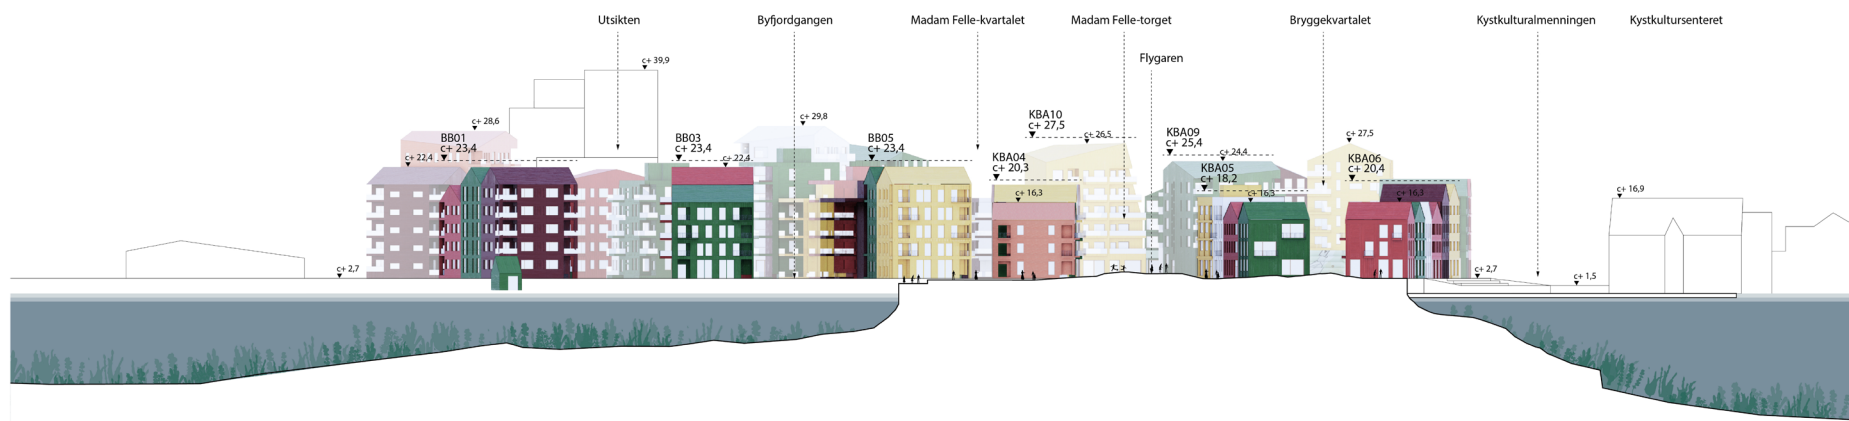 Utsikten
Byfjordgangen
Madam Felle-kvartalet
Madam Felle-torget
Bryggekvartalet
Kystkulturalmenningen
Kystkultursenteret
Flygaren
c+ 39,9
c+ 28,6
BB01
c+ 23,4
c+ 22,4
BB03
c+ 23,4
c+ 22,4
c+ 29,8
BB05
c+ 23,4
KBA10
c+ 27,5
c+ 26,5
KBA04
c+ 20,3
c+ 16,3
KBA09
c+ 25,4
c+ 24,4
KBA05
c+ 18,2
c+ 16,3
c+ 27,5
KBA06
c+ 20,4
c+ 16,3
c+ 16,9
c+ 2,7
c+ 2,7
c+ 1,5